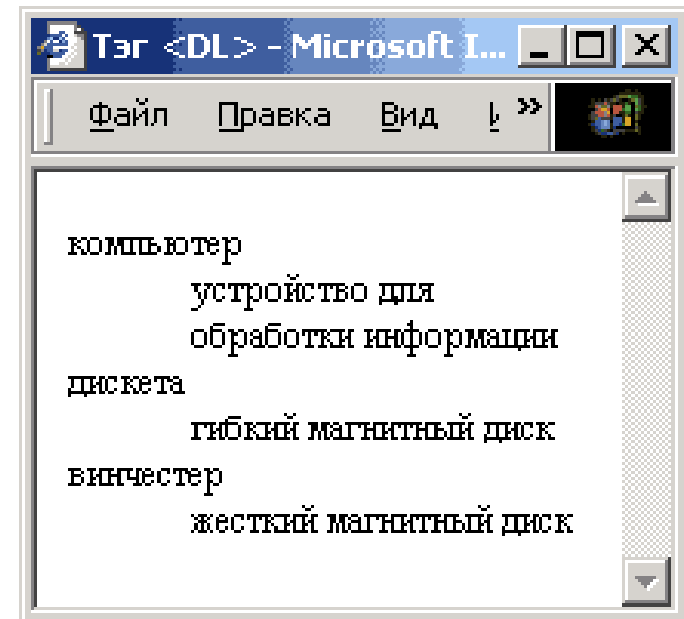 Тэг <DL> - Microsoft I...
Файл Правка Вид »
компьютер
устройство для
обработки информации
дискета
гибкий магнитный диск
винчестер
жесткий магнитный диск